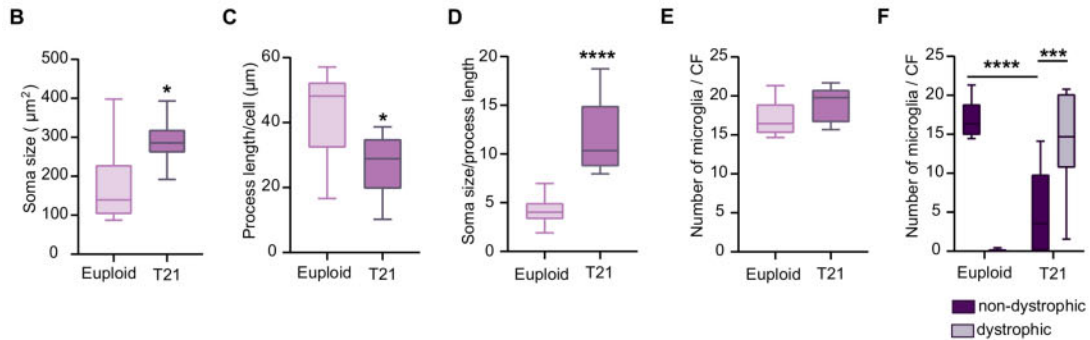 B
Soma size ( µm²)
500
400
300
200
100
0
*
Euploid T21
C
Process length/cell (µm)
60
40
20
0
*
Euploid T21
D
Soma size/process length
20
15
10
5
0
****
Euploid T21
E
Number of microglia / CF
25
20
15
10
5
0
Euploid T21
F
Number of microglia / CF
25
20
15
10
5
0
****
***
Euploid T21
non-dystrophic
dystrophic